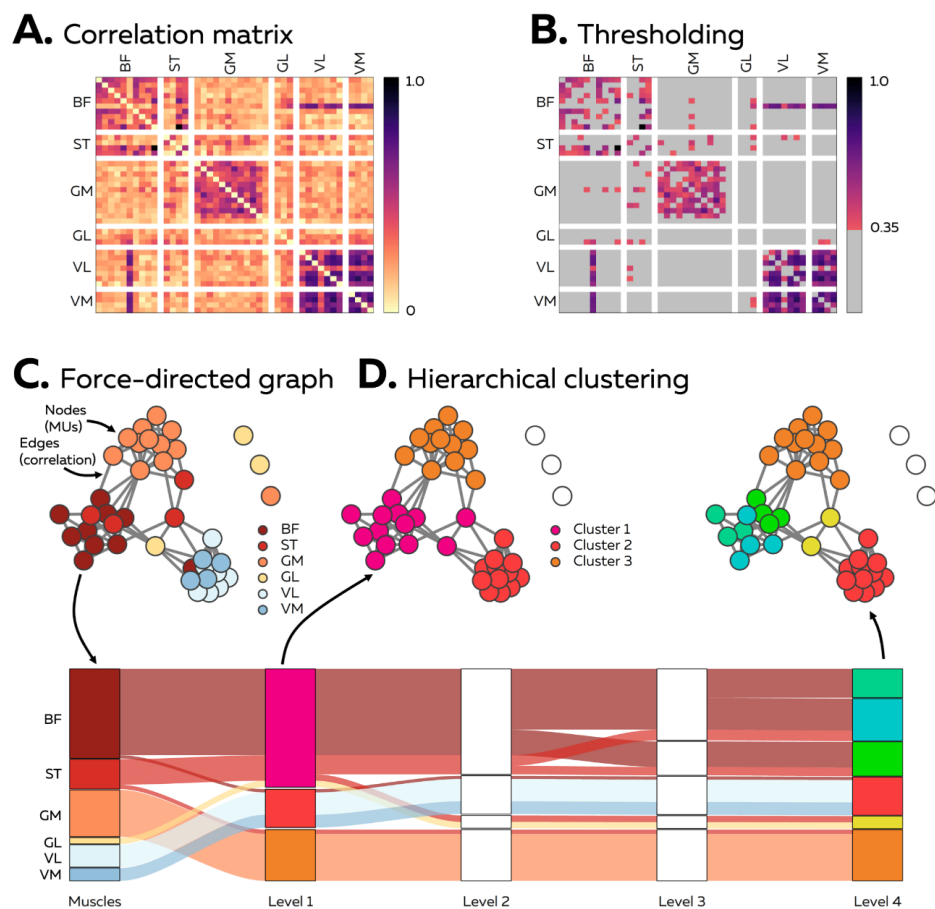 A. Correlation matrix
BF ST GM GL VL VM
1.0
BF
ST
GM
GL
VL
VM
0
B. Thresholding
BF ST GM GL VL VM
1.0
BF
ST
GM
GL
VL
VM
0.35
C. Force-directed graph
Nodes
(MUs)
Edges
(correlation)
BF
ST
GM
GL
VL
VM
D. Hierarchical clustering
Cluster 1
Cluster 2
Cluster 3
BF
ST
GM
GL
VL
VM
Muscles Level 1 Level 2 Level 3 Level 4